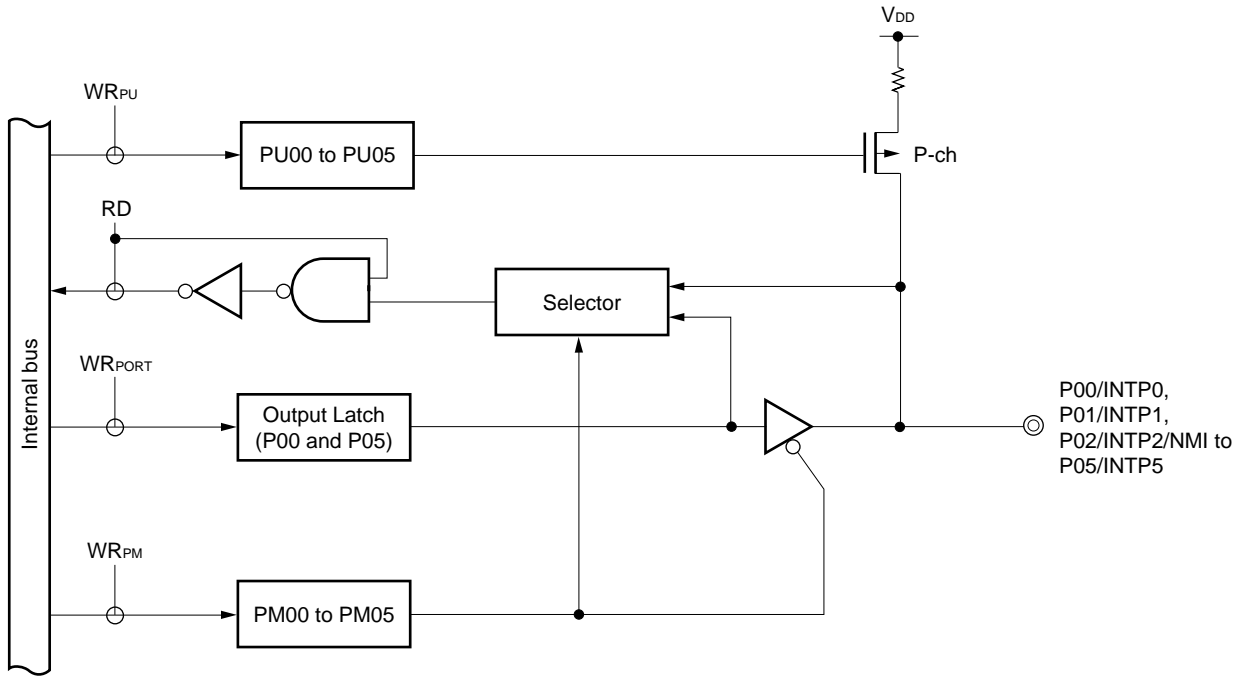 VDD
WRPU
PU00 to PU05
P-ch
RD
Selector
Internal bus
WRPORT
Output Latch
(P00 and P05)
P00/INTP0,
P01/INTP1,
P02/INTP2/NMI to
P05/INTP5
WRPM
PM00 to PM05